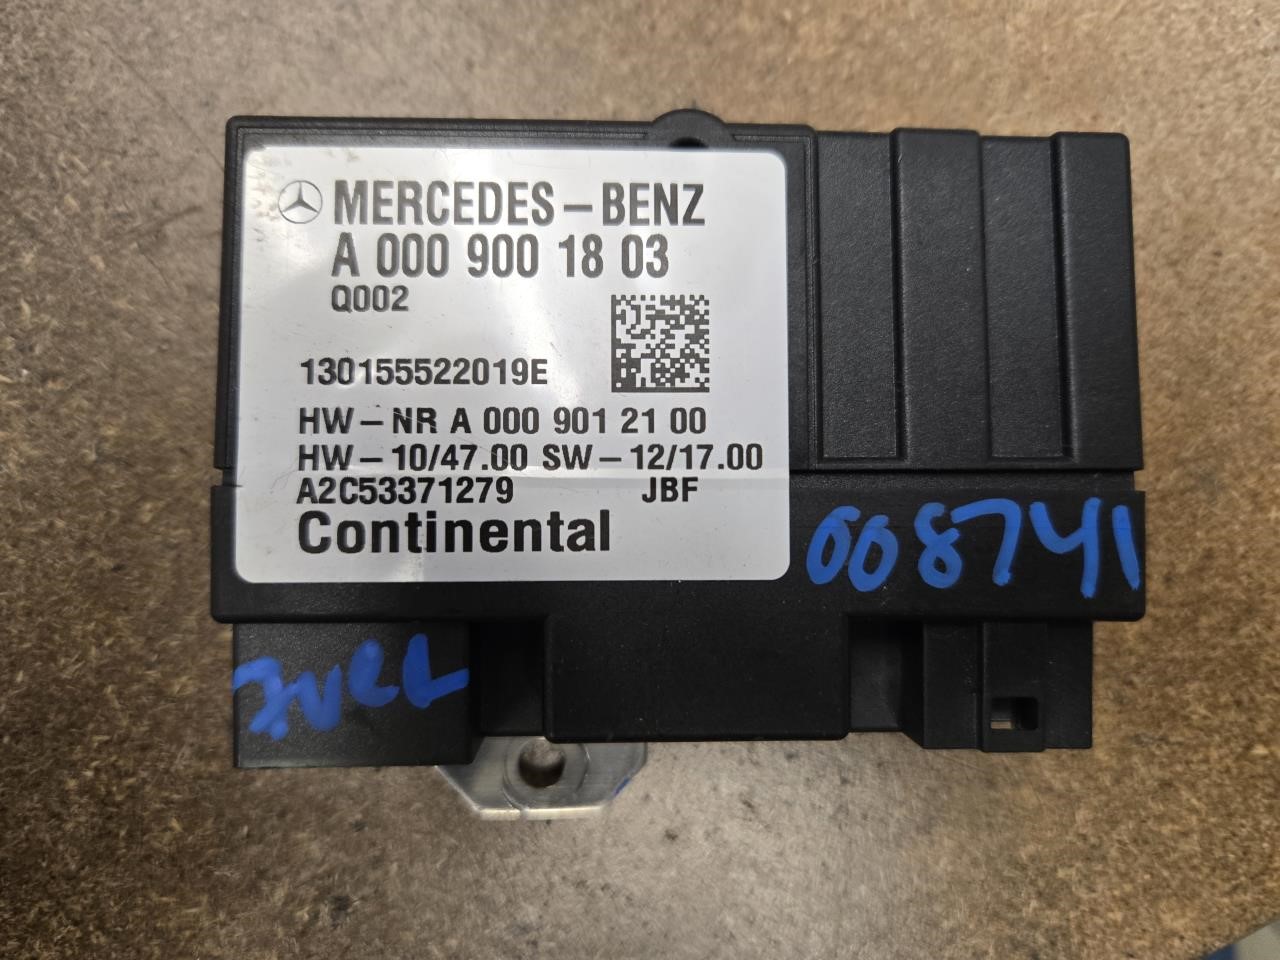 MERCEDES-BENZ
A 000 900 18 03
Q002
130155522019E
HW-NR A 000 901 21 00
HW-10/47.00 SW-12/17.00
A2C53371279 JBF
Continental
008741
FUEL